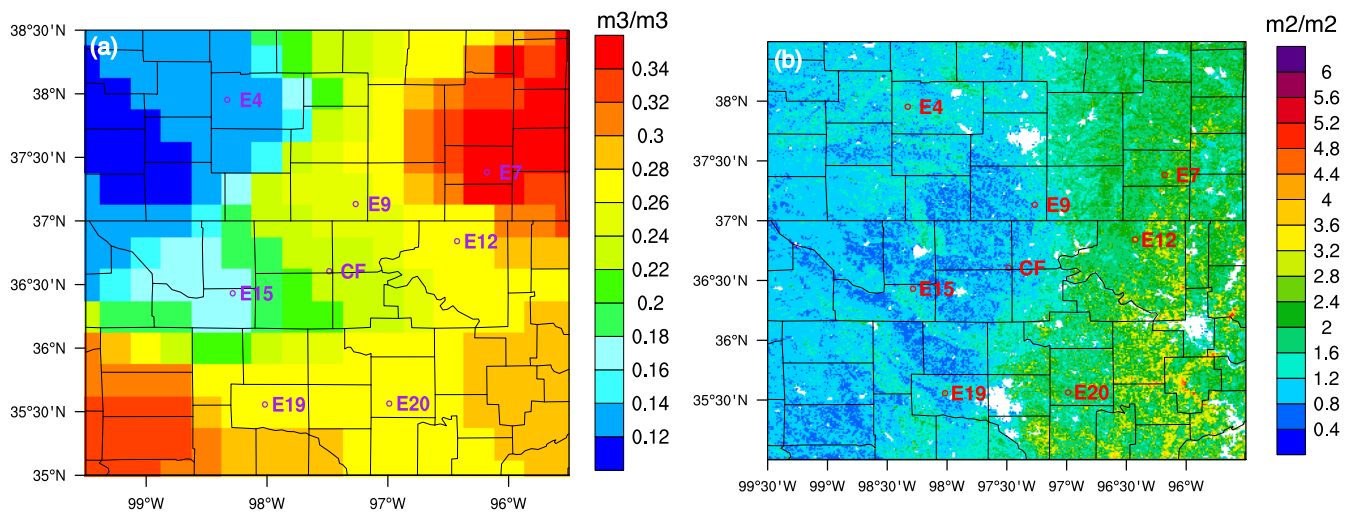 m3/m3
(a)
38°30'N
38°N
37°30'N
37°N
36°30'N
36°N
35°30'N
35°N
99°W
98°W
97°W
96°W
E4
E7
E9
E12
CF
E15
E19
E20
0.34
0.32
0.3
0.28
0.26
0.24
0.22
0.2
0.18
0.16
0.14
0.12
m2/m2
(b)
38°N
37°30'N
37°N
36°30'N
36°N
35°30'N
99°30'W
99°W
98°30'W
98°W
97°30'W
97°W
96°30'W
96°W
E4
E7
E9
E12
CF
E15
E19
E20
6
5.6
5.2
4.8
4.4
4
3.6
3.2
2.8
2.4
2
1.6
1.2
0.8
0.4